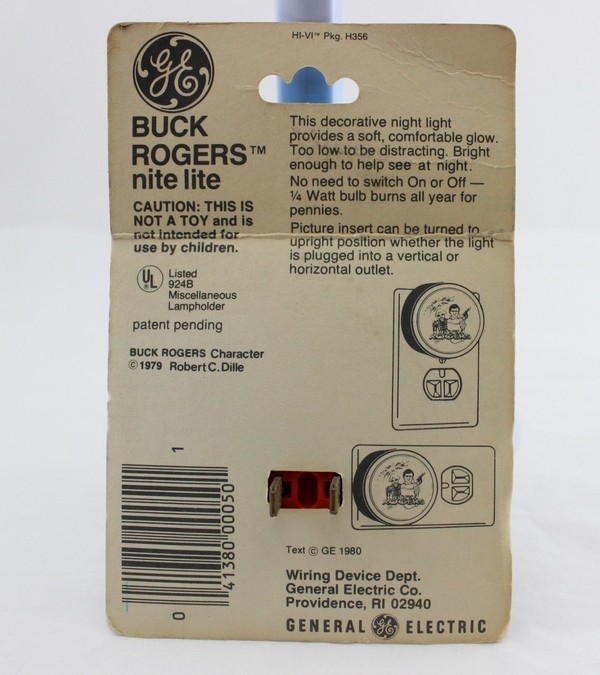 HI-VI™ Pkg. H356
GE
BUCK
ROGERS™
nite lite
CAUTION: THIS IS
NOT A TOY and is
not intended for
use by children.
UL
Listed
924B
Miscellaneous
Lampholder
patent pending
BUCK ROGERS Character
© 1979 Robert C. Dille
This decorative night light
provides a soft, comfortable glow.
Too low to be distracting. Bright
enough to help see at night.
No need to switch On or Off —
¼ Watt bulb burns all year for
pennies.
Picture insert can be turned to
upright position whether the light
is plugged into a vertical or
horizontal outlet.
1
41380 00050
0
Text © GE 1980
Wiring Device Dept.
General Electric Co.
Providence, RI 02940
GENERAL GE ELECTRIC